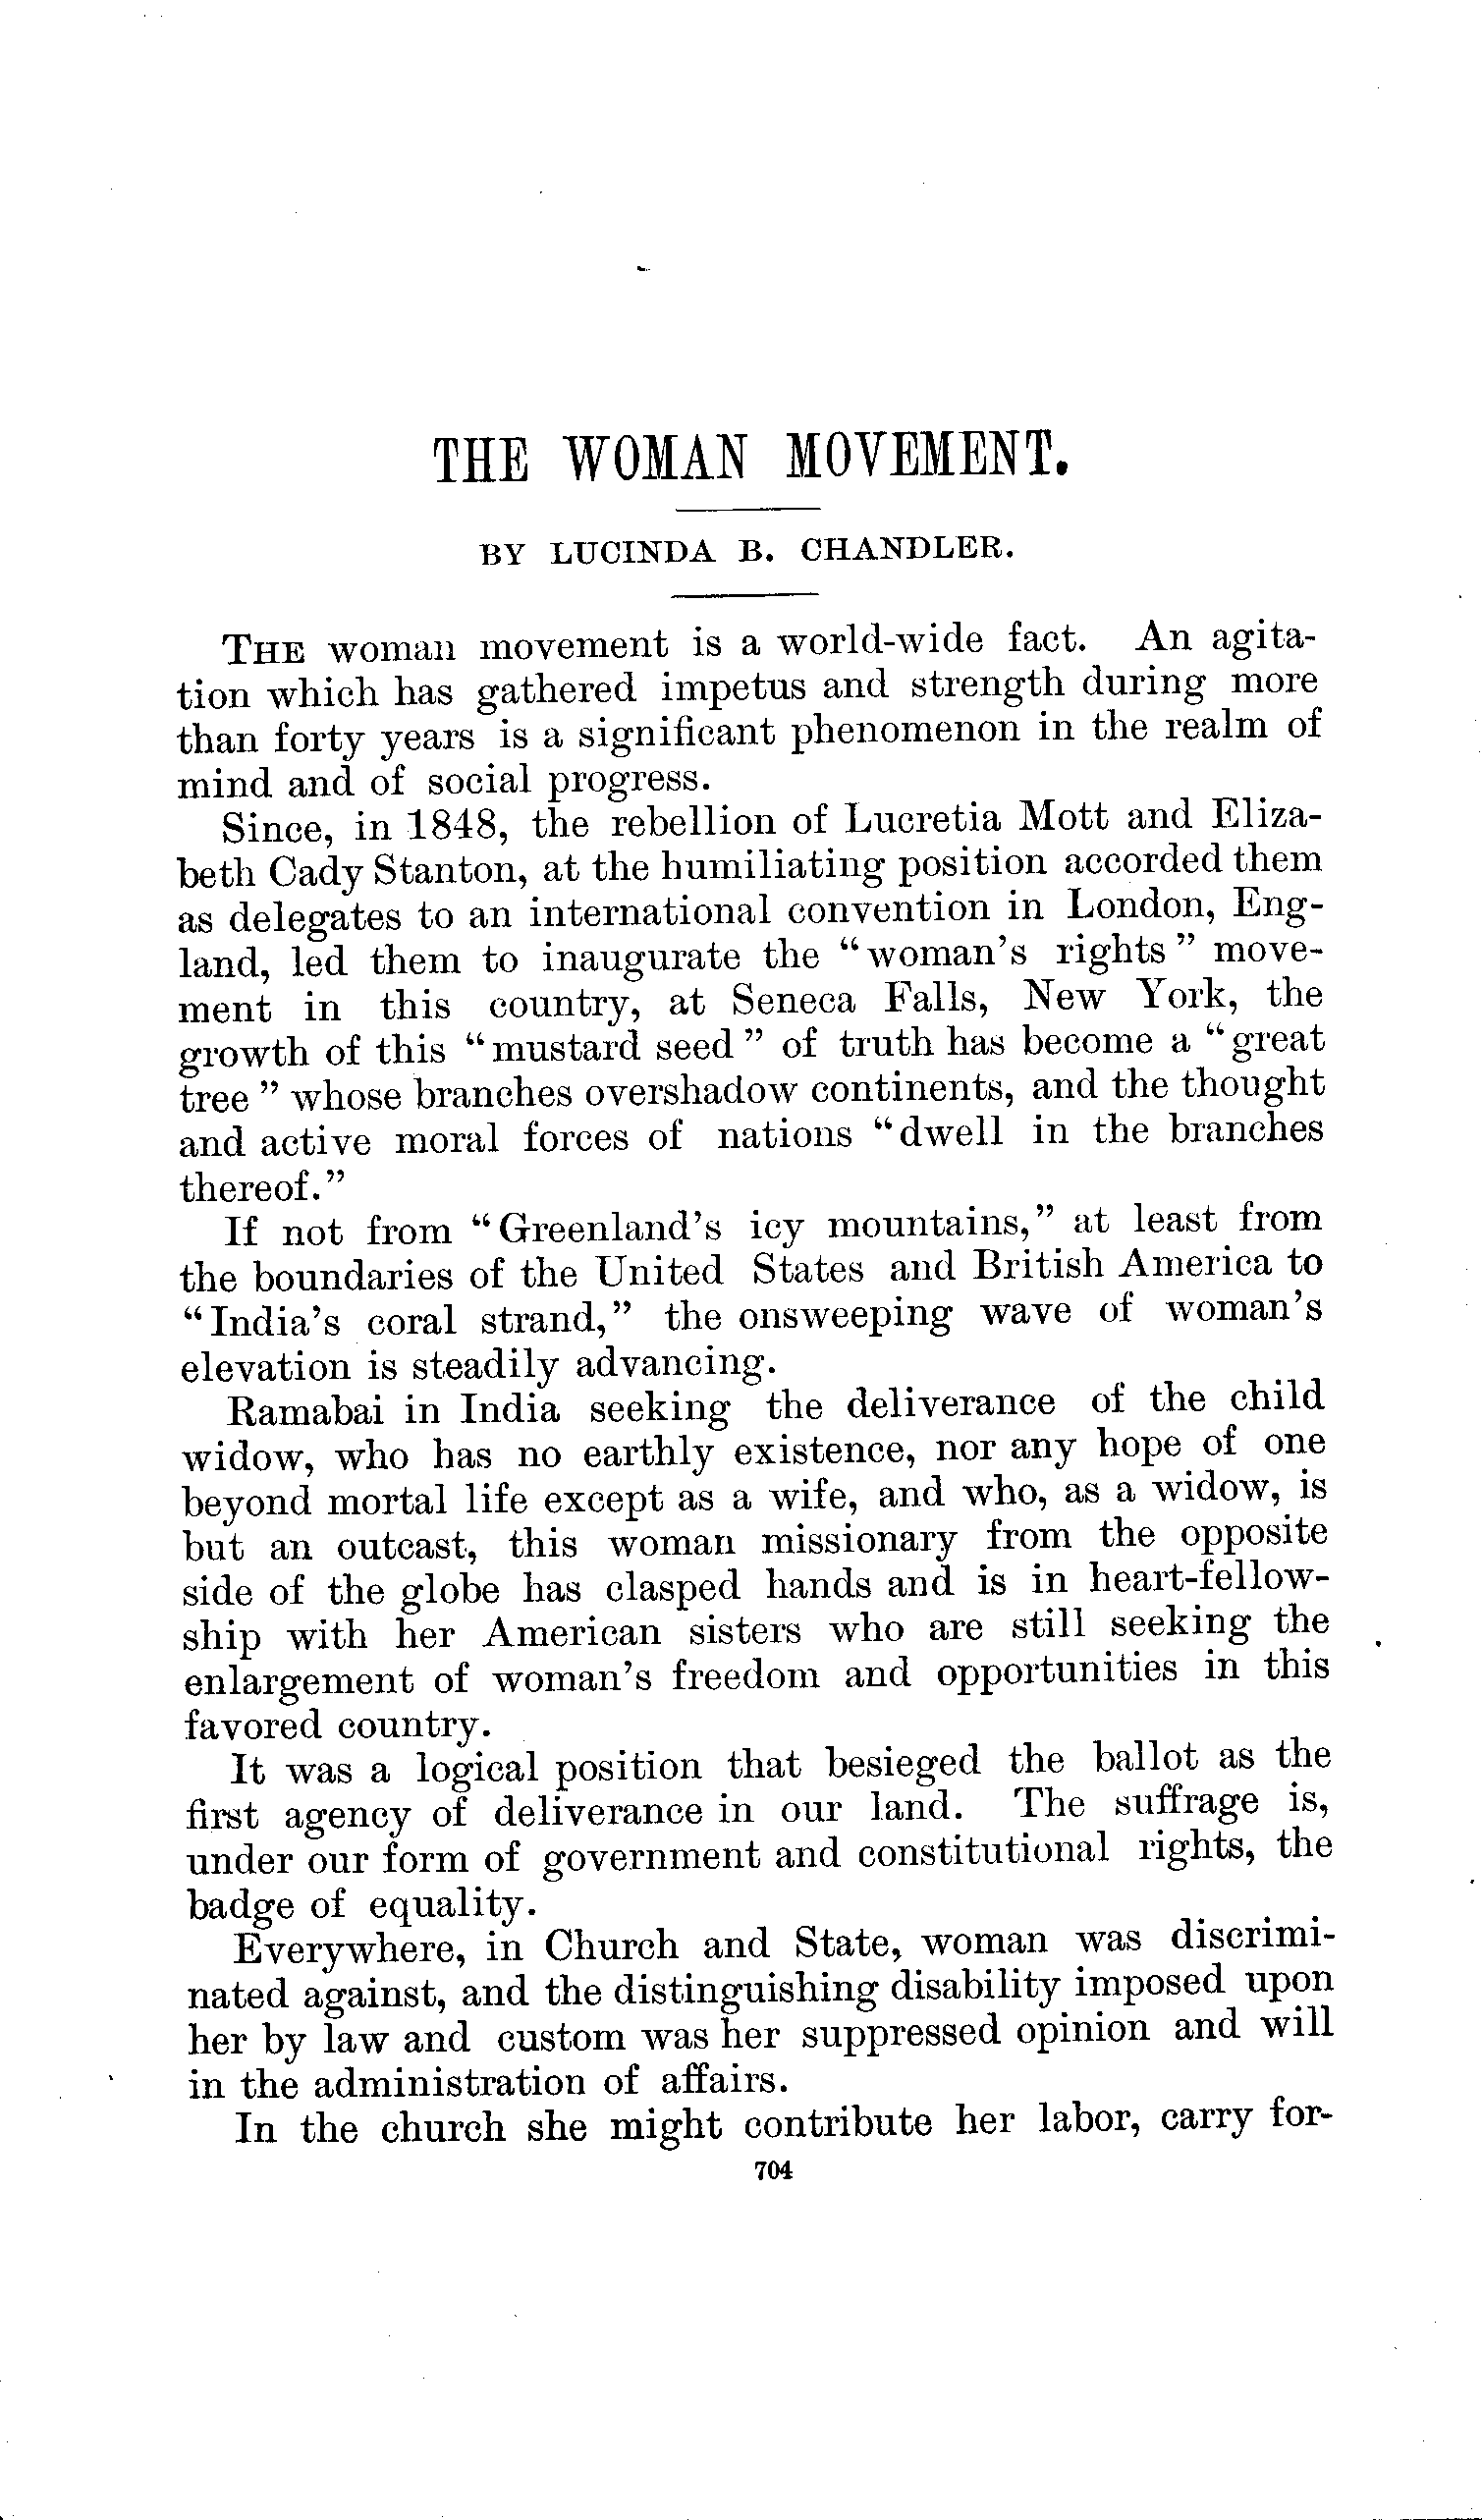 THE WOMAN MOVEMENT.
BY LUCINDA B. CHANDLER.
THE woman movement is a world-wide fact. An agita-
tion which has gathered impetus and strength during more
than forty years is a significant phenomenon in the realm of
mind and of social progress.
Since, in 1848, the rebellion of Lucretia Mott and Eliza-
beth Cady Stanton, at the humiliating position accorded them
as delegates to an international convention in London, Eng-
land, led them to inaugurate the "woman's rights" move-
ment in this country, at Seneca Falls, New York, the
growth of this "mustard seed" of truth has become a "great
tree" whose branches overshadow continents, and the thought
and active moral forces of nations "dwell in the branches
thereof."
If not from "Greenland's icy mountains," at least from
the boundaries of the United States and British America to
"India's coral strand," the onsweeping wave of woman's
elevation is steadily advancing.
Ramabai in India seeking the deliverance of the child
widow, who has no earthly existence, nor any hope of one
beyond mortal life except as a wife, and who, as a widow, is
but an outcast, this woman missionary from the opposite
side of the globe has clasped hands and is in heart-fellow-
ship with her American sisters who are still seeking the
enlargement of woman's freedom and opportunities in this
favored country.
It was a logical position that besieged the ballot as the
first agency of deliverance in our land. The suffrage is,
under our form of government and constitutional rights, the
badge of equality.
Everywhere, in Church and State, woman was discrimi-
nated against, and the distinguishing disability imposed upon
her by law and custom was her suppressed opinion and will
in the administration of affairs.
In the church she might contribute her labor, carry for-
704